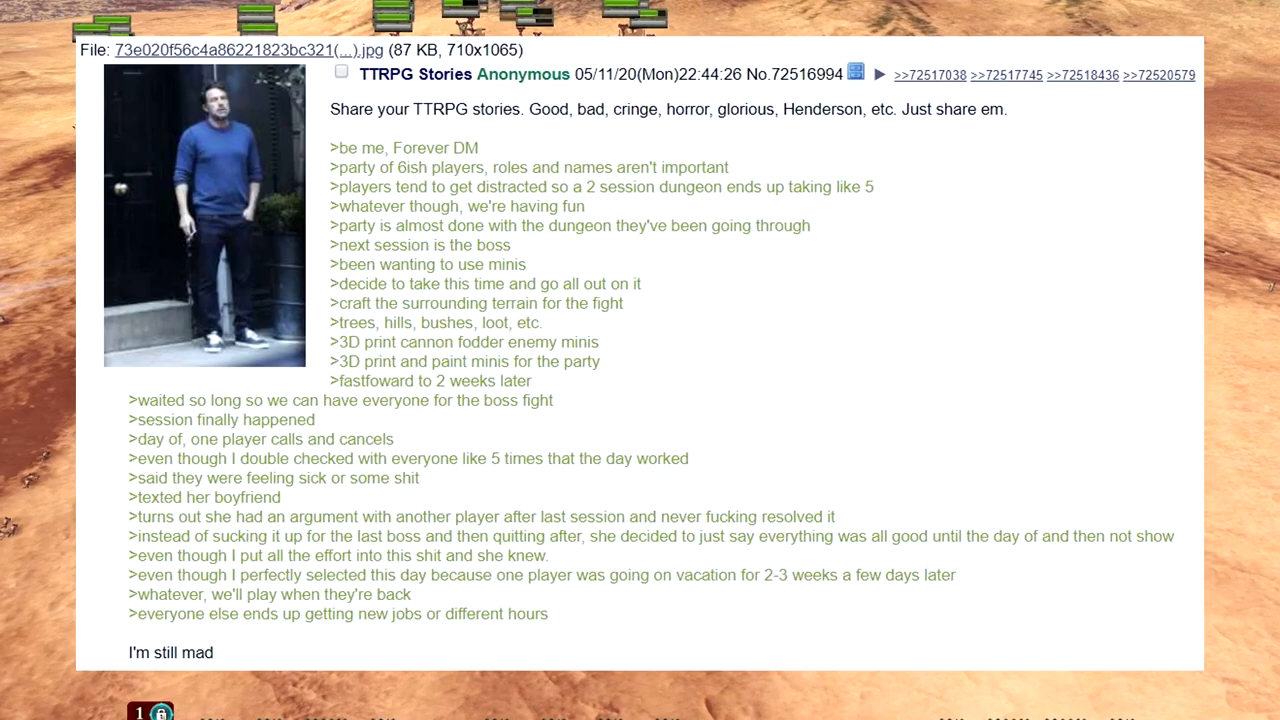 File: 73e020f56c4a86221823bc321(...).jpg (87 KB, 710x1065)
TTRPG Stories Anonymous 05/11/20(Mon)22:44:26 No.72516994 ▶ >>72517038 >>72517745 >>72518436 >>72520579
Share your TTRPG stories. Good, bad, cringe, horror, glorious, Henderson, etc. Just share em.
>be me, Forever DM
>party of 6ish players, roles and names aren't important
>players tend to get distracted so a 2 session dungeon ends up taking like 5
>whatever though, we're having fun
>party is almost done with the dungeon they've been going through
>next session is the boss
>been wanting to use minis
>decide to take this time and go all out on it
>craft the surrounding terrain for the fight
>trees, hills, bushes, loot, etc.
>3D print cannon fodder enemy minis
>3D print and paint minis for the party
>fastfoward to 2 weeks later
>waited so long so we can have everyone for the boss fight
>session finally happened
>day of, one player calls and cancels
>even though I double checked with everyone like 5 times that the day worked
>said they were feeling sick or some shit
>texted her boyfriend
>turns out she had an argument with another player after last session and never fucking resolved it
>instead of sucking it up for the last boss and then quitting after, she decided to just say everything was all good until the day of and then not show
>even though I put all the effort into this shit and she knew.
>even though I perfectly selected this day because one player was going on vacation for 2-3 weeks a few days later
>whatever, we'll play when they're back
>everyone else ends up getting new jobs or different hours
I'm still mad
1